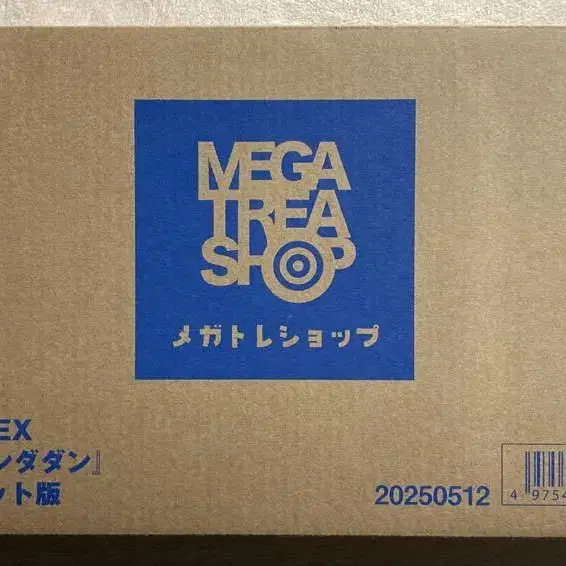 MEGA
TREA
SHOP
メガトレショップ
EX
ンダダン』
ット版
20250512
4 9754